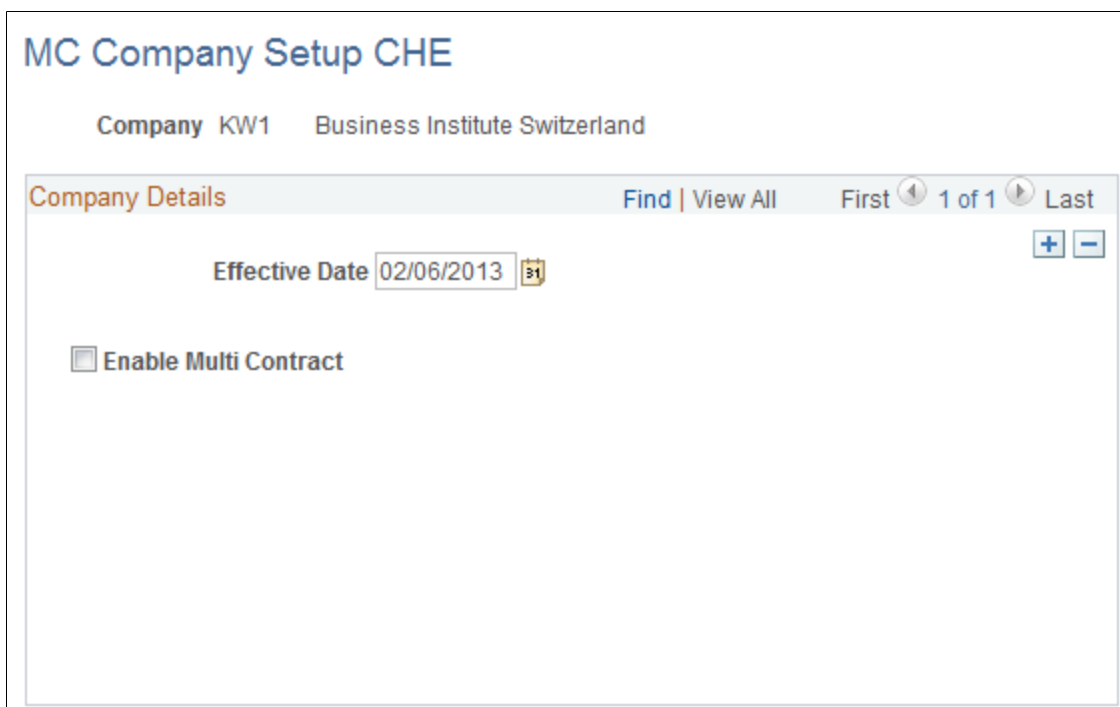 MC Company Setup CHE
Company KW1 Business Institute Switzerland
Company Details Find | View All First 1 of 1 Last
Effective Date 02/06/2013 31
Enable Multi Contract